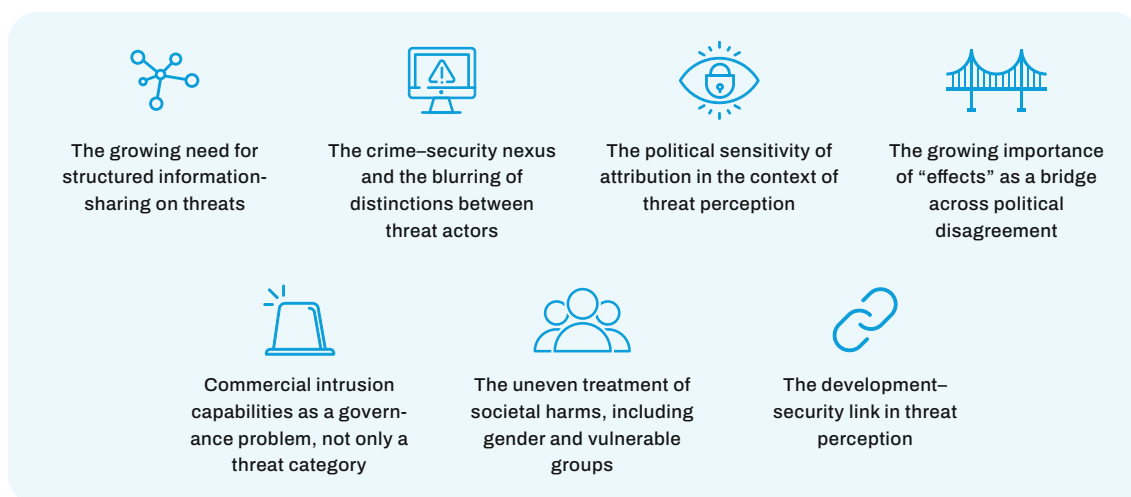 The growing need for
structured information-
sharing on threats
The crime–security nexus
and the blurring of
distinctions between
threat actors
The political sensitivity of
attribution in the context of
threat perception
The growing importance
of “effects” as a bridge
across political
disagreement
Commercial intrusion
capabilities as a govern-
ance problem, not only a
threat category
The uneven treatment of
societal harms, including
gender and vulnerable
groups
The development–
security link in threat
perception